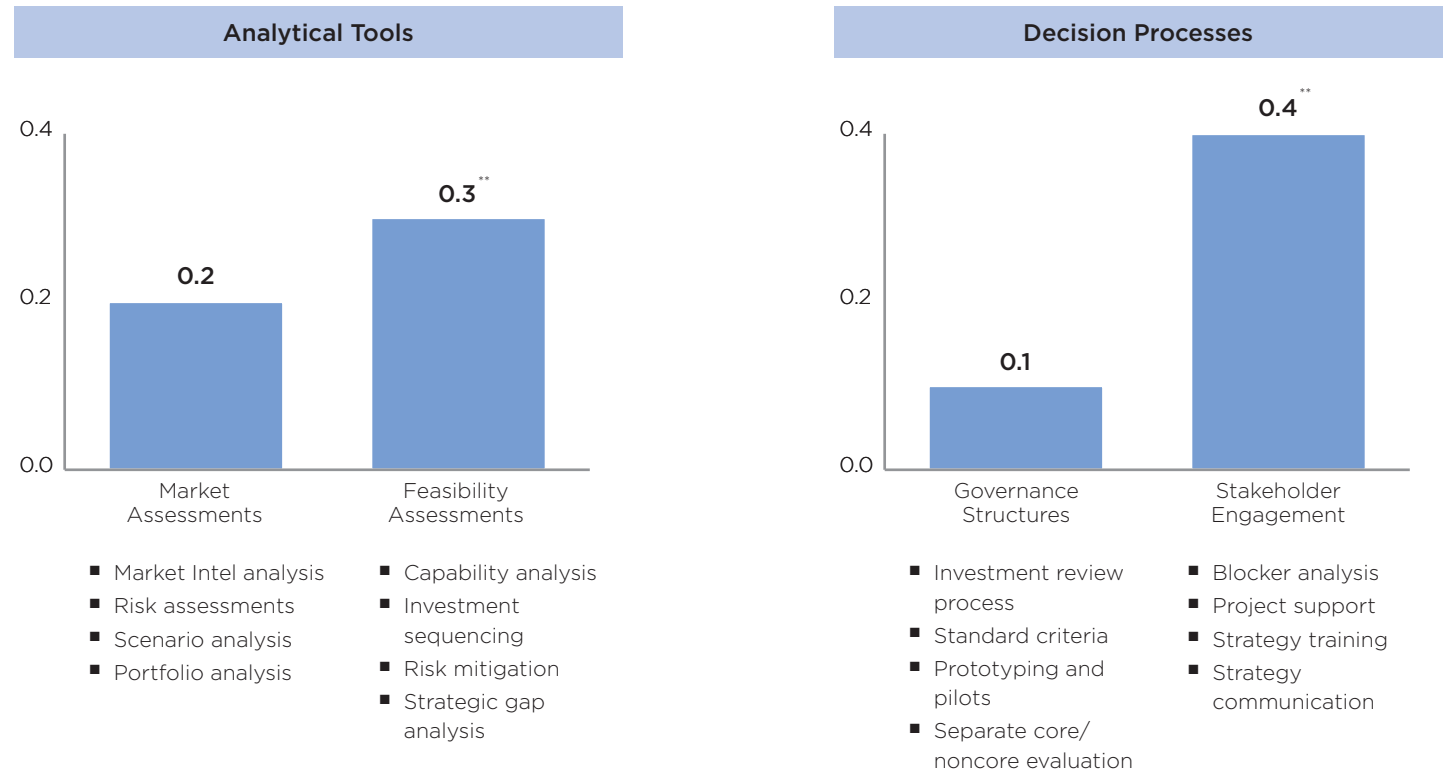 Analytical Tools
0.4
0.2
0.0
0.2
0.3**
Market
Assessments
Feasibility
Assessments
▪ Market Intel analysis
▪ Risk assessments
▪ Scenario analysis
▪ Portfolio analysis
▪ Capability analysis
▪ Investment
sequencing
▪ Risk mitigation
▪ Strategic gap
analysis
Decision Processes
0.4
0.2
0.0
0.1
0.4**
Governance
Structures
Stakeholder
Engagement
▪ Investment review
process
▪ Standard criteria
▪ Prototyping and
pilots
▪ Separate core/
noncore evaluation
▪ Blocker analysis
▪ Project support
▪ Strategy training
▪ Strategy
communication